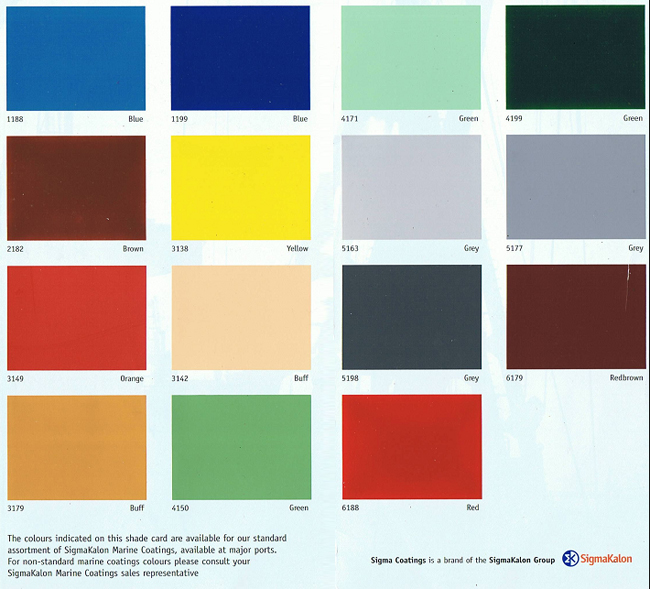 1188 Blue
1199 Blue
4171 Green
4199 Green
2182 Brown
3138 Yellow
5163 Grey
5177 Grey
3149 Orange
3142 Buff
5198 Grey
6179 Redbrown
3179 Buff
4150 Green
6188 Red
The colours indicated on this shade card are available for our standard
assortment of SigmaKalon Marine Coatings, available at major ports.
For non-standard marine coatings colours please consult your
SigmaKalon Marine Coatings sales representative
Sigma Coatings is a brand of the SigmaKalon Group
SigmaKalon